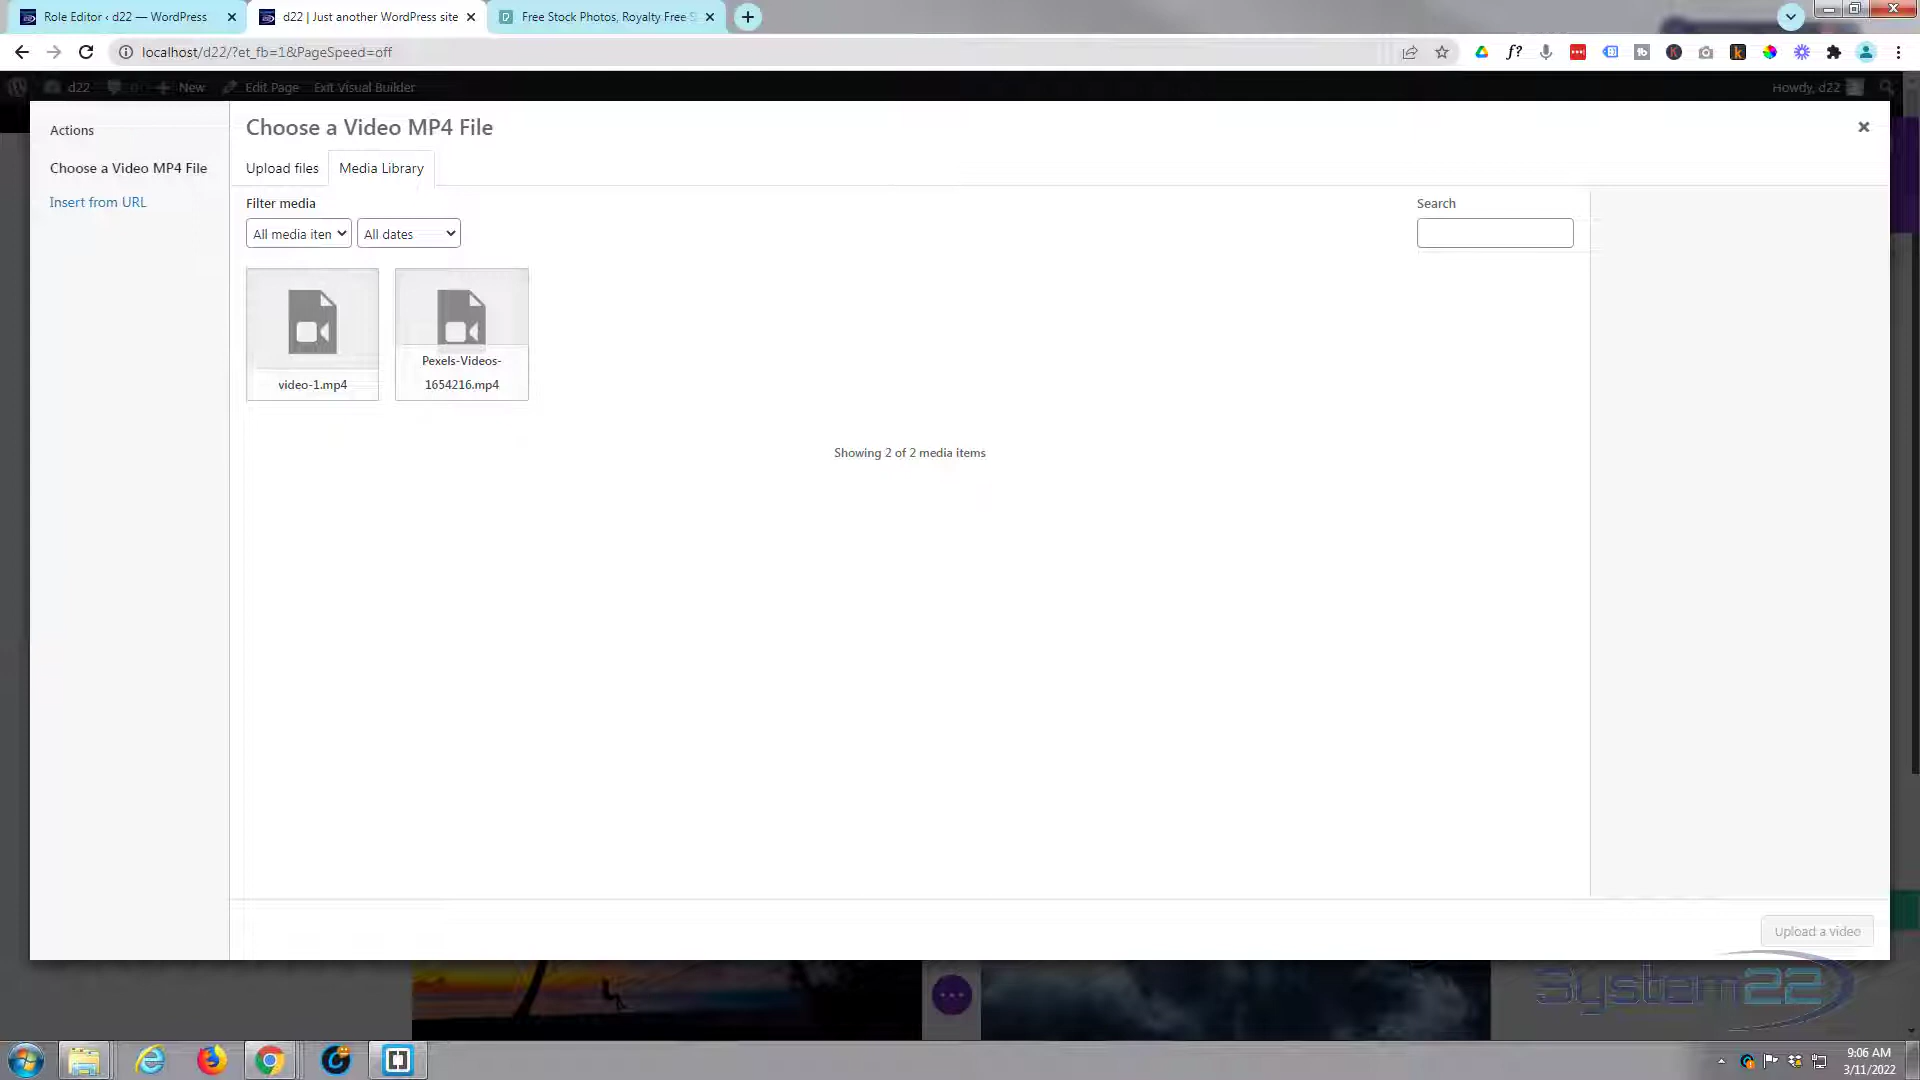 Role Editor ‹ d22 — WordPress
d22 | Just another WordPress site
Free Stock Photos, Royalty Free S
localhost/d22/?et_fb=1&PageSpeed=off
d22
0
New
Edit Page
Exit Visual Builder
Howdy, d22
Actions
Choose a Video MP4 File
Insert from URL
Choose a Video MP4 File
Upload files
Media Library
Filter media
All media iten
All dates
Search
video-1.mp4
Pexels-Videos-
1654216.mp4
Showing 2 of 2 media items
Upload a video
System22
9:06 AM
3/11/2022